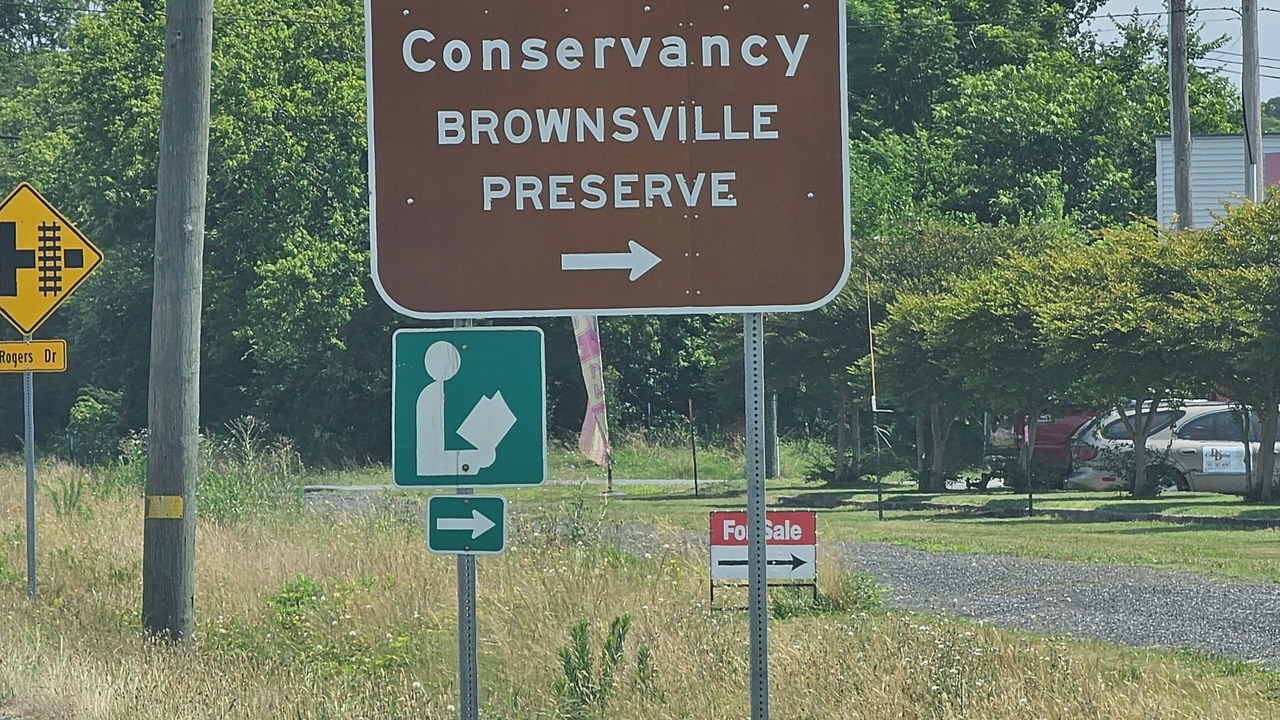 Conservancy
BROWNSVILLE
PRESERVE
Rogers Dr
For Sale